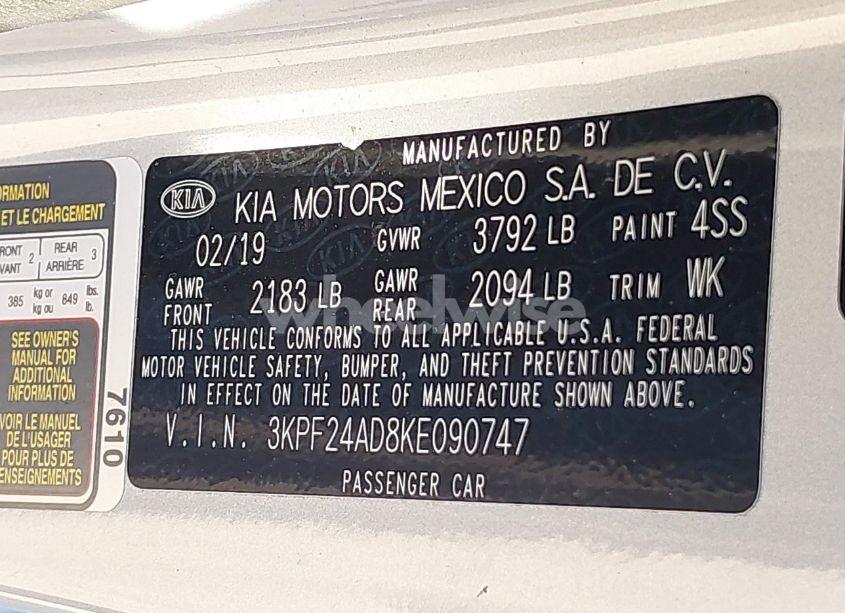 ORMATION
ET LE CHARGEMENT
RONT 2 REAR 3
VANT ARRIÈRE
385 kg or 849 lbs.
kg ou lb.
SEE OWNER'S
MANUAL FOR
ADDITIONAL
INFORMATION
VOIR LE MANUEL
DE L'USAGER
POUR PLUS DE
ENSEIGNEMENTS
7610
MANUFACTURED BY
KIA KIA MOTORS MEXICO S.A. DE C.V.
02/19 GVWR 3792 LB PAINT 4SS
GAWR FRONT 2183 LB GAWR REAR 2094 LB TRIM WK
THIS VEHICLE CONFORMS TO ALL APPLICABLE U.S.A. FEDERAL
MOTOR VEHICLE SAFETY, BUMPER, AND THEFT PREVENTION STANDARDS
IN EFFECT ON THE DATE OF MANUFACTURE SHOWN ABOVE.
V.I.N. 3KPF24AD8KE090747
PASSENGER CAR
wheelwise